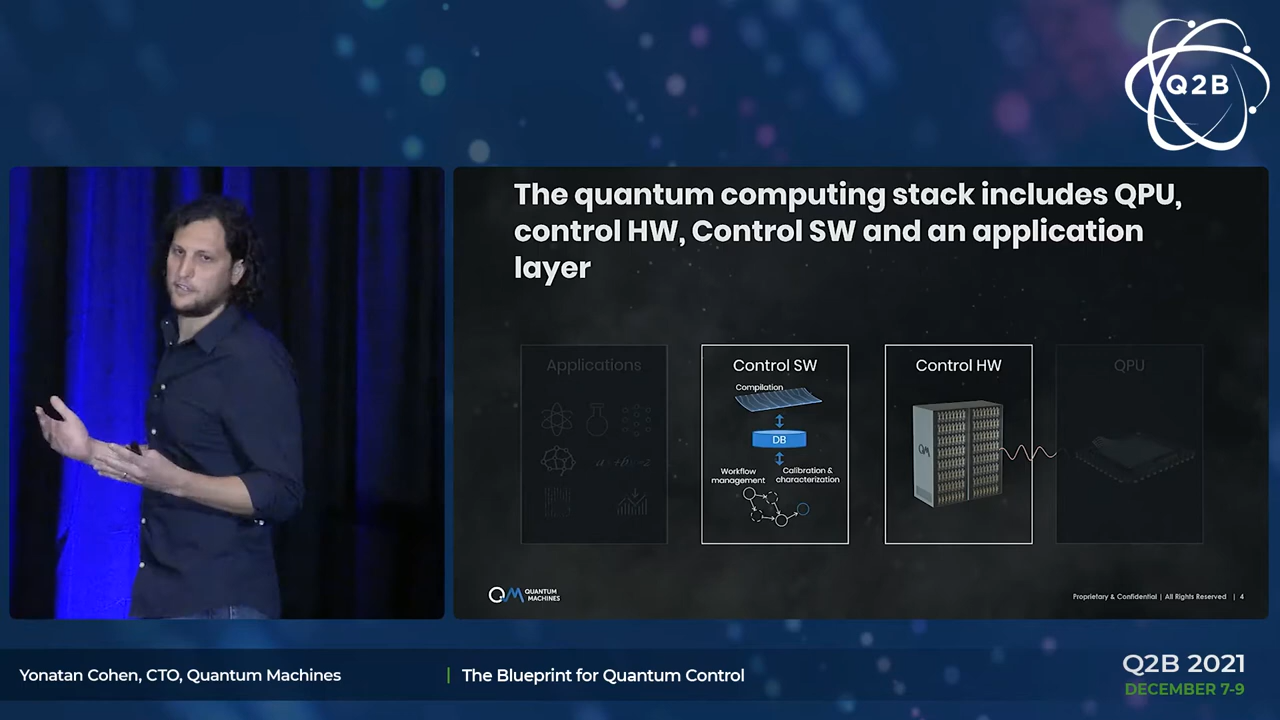 Q2B
The quantum computing stack includes QPU,
control HW, Control SW and an application
layer
Applications
Control SW
Compilation
DB
Workflow
management
Calibration &
characterization
Control HW
QM
QPU
QM QUANTUM
MACHINES
Proprietary & Confidential | All Rights Reserved | 4
Yonatan Cohen, CTO, Quantum Machines
| The Blueprint for Quantum Control
Q2B 2021
DECEMBER 7-9